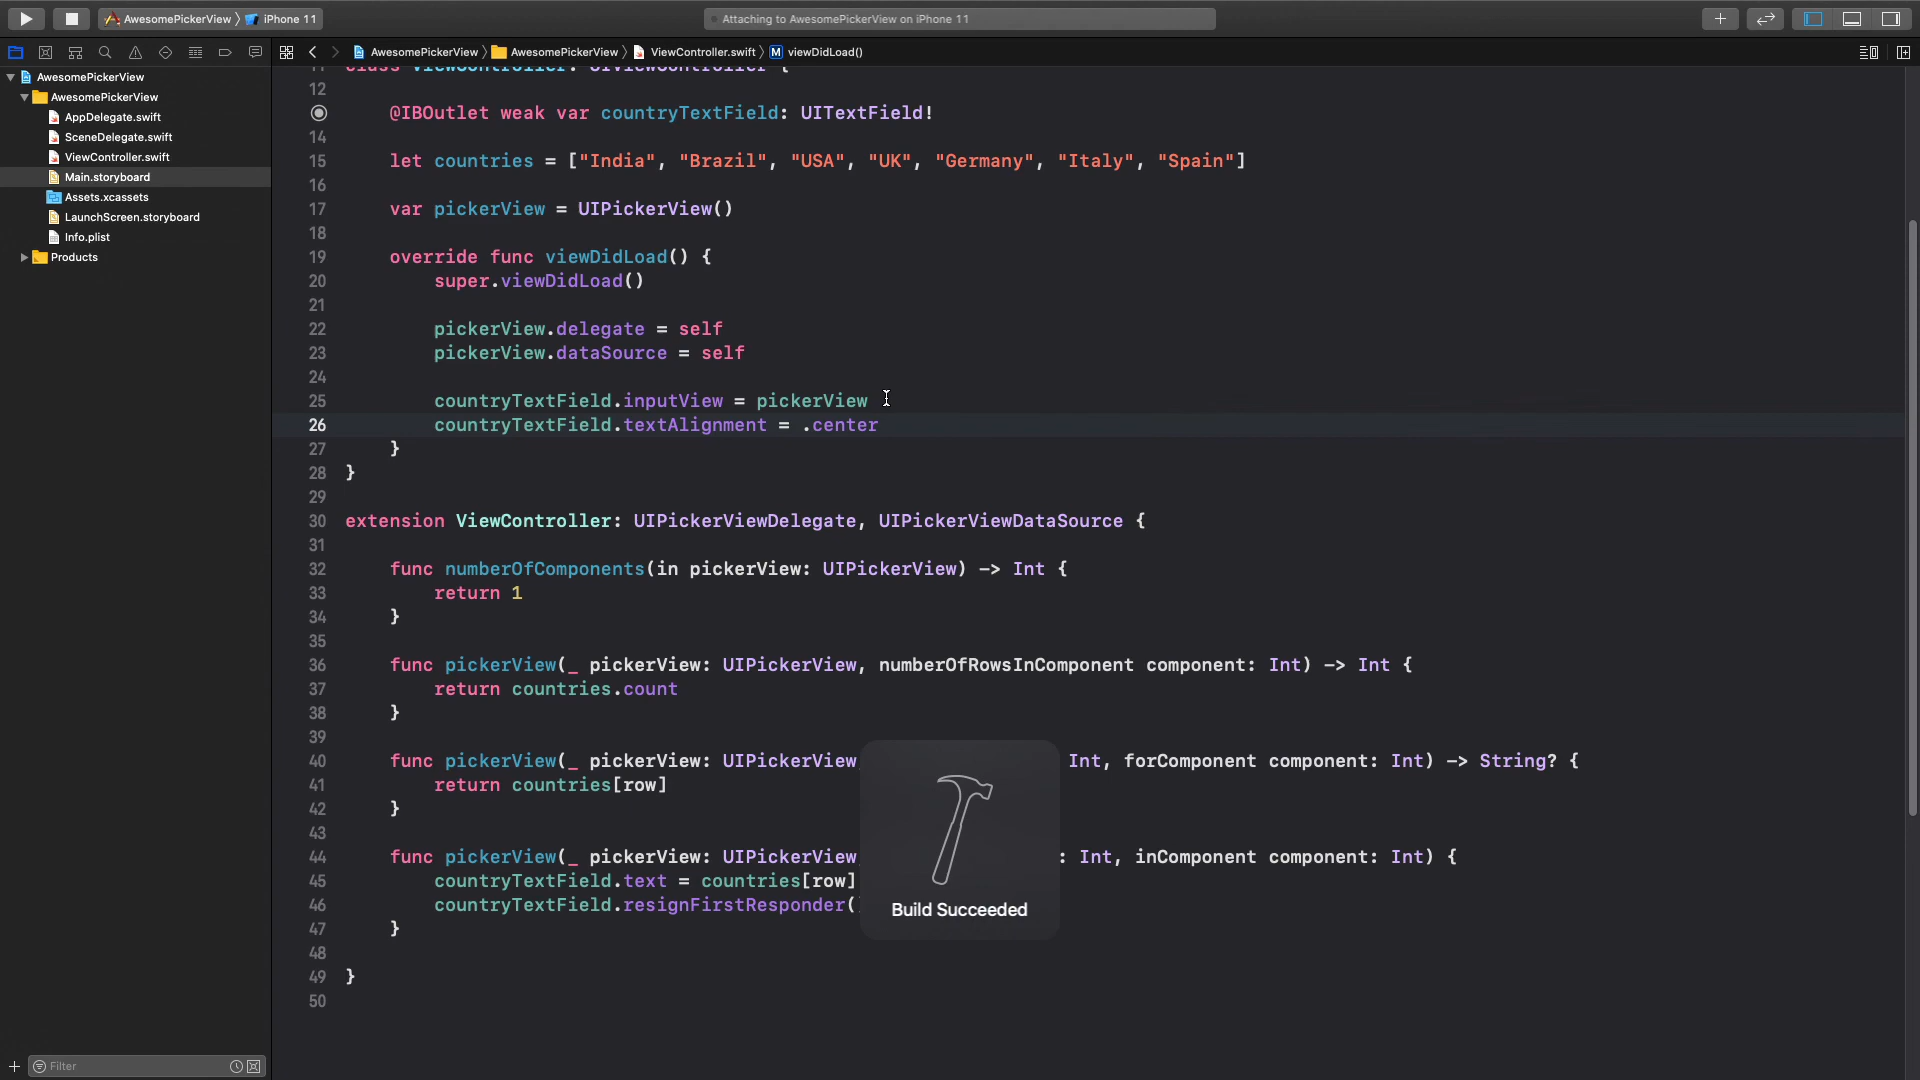 AwesomePickerView 〉 iPhone 11
Attaching to AwesomePickerView on iPhone 11
AwesomePickerView 〉 AwesomePickerView 〉 ViewController.swift 〉 M viewDidLoad()
AwesomePickerView
AwesomePickerView
AppDelegate.swift
SceneDelegate.swift
ViewController.swift
Main.storyboard
Assets.xcassets
LaunchScreen.storyboard
Info.plist
Products
Filter
11 class ViewController: UIViewController {
12
@IBOutlet weak var countryTextField: UITextField!
14
15 let countries = ["India", "Brazil", "USA", "UK", "Germany", "Italy", "Spain"]
16
17 var pickerView = UIPickerView()
18
19 override func viewDidLoad() {
20 super.viewDidLoad()
21
22 pickerView.delegate = self
23 pickerView.dataSource = self
24
25 countryTextField.inputView = pickerView
26 countryTextField.textAlignment = .center
27 }
28 }
29
30 extension ViewController: UIPickerViewDelegate, UIPickerViewDataSource {
31
32 func numberOfComponents(in pickerView: UIPickerView) -> Int {
33 return 1
34 }
35
36 func pickerView(_ pickerView: UIPickerView, numberOfRowsInComponent component: Int) -> Int {
37 return countries.count
38 }
39
40 func pickerView(_ pickerView: UIPickerView Int, forComponent component: Int) -> String? {
41 return countries[row]
42 }
43
44 func pickerView(_ pickerView: UIPickerView : Int, inComponent component: Int) {
45 countryTextField.text = countries[row]
46 countryTextField.resignFirstResponder(
47 }
48
49 }
50
Build Succeeded